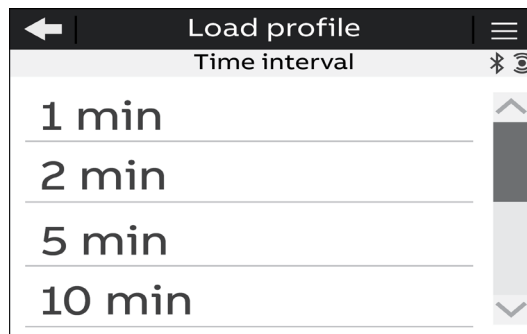 Load profile
Time interval
1 min
2 min
5 min
10 min